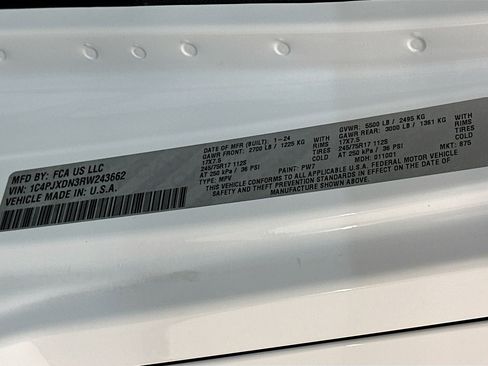 MFD BY: FCA US LLC
VIN: 1C4PJXDN3RW243662
VEHICLE MADE IN: U.S.A.
DATE OF MFR (BUILT): 1-24
GAWR FRONT: 2700 LB / 1225 KG WITH
17X7.5 RIMS
245/75R17 112S TIRES
AT 250 kPa / 36 PSI COLD
TYPE: MPV PAINT: PW7
GVWR: 5500 LB / 2495 KG
GAWR REAR: 3000 LB / 1361 KG WITH
17X7.5 RIMS
245/75R17 112S TIRES
AT 250 kPa / 36 PSI COLD
MDH: 011001 MKT: 875
VEHICLE CONFORMS TO ALL APPLICABLE U.S.A. FEDERAL MOTOR VEHICLE
SAFETY AND THEFT PREVENTION STANDARDS IN EFFECT ON THE DATE OF
MANUFACTURE SHOWN ABOVE.